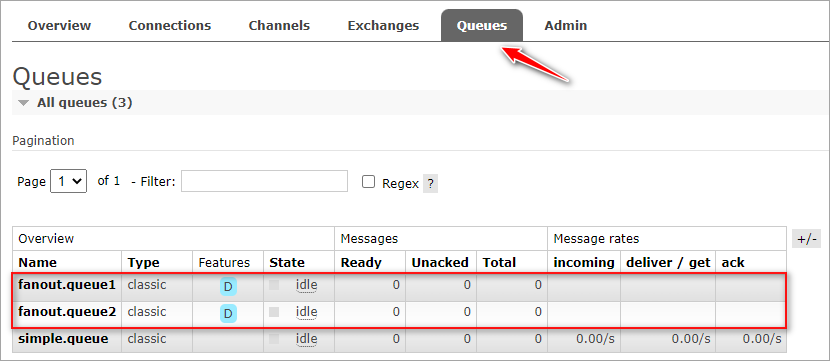 Overview Connections Channels Exchanges Queues Admin
Queues
All queues (3)
Pagination
Page 1 of 1 - Filter: Regex ?
Overview Messages Message rates +/-
Name Type Features State Ready Unacked Total incoming deliver / get ack
fanout.queue1 classic D idle 0 0 0
fanout.queue2 classic D idle 0 0 0
simple.queue classic idle 0 0 0 0.00/s 0.00/s 0.00/s